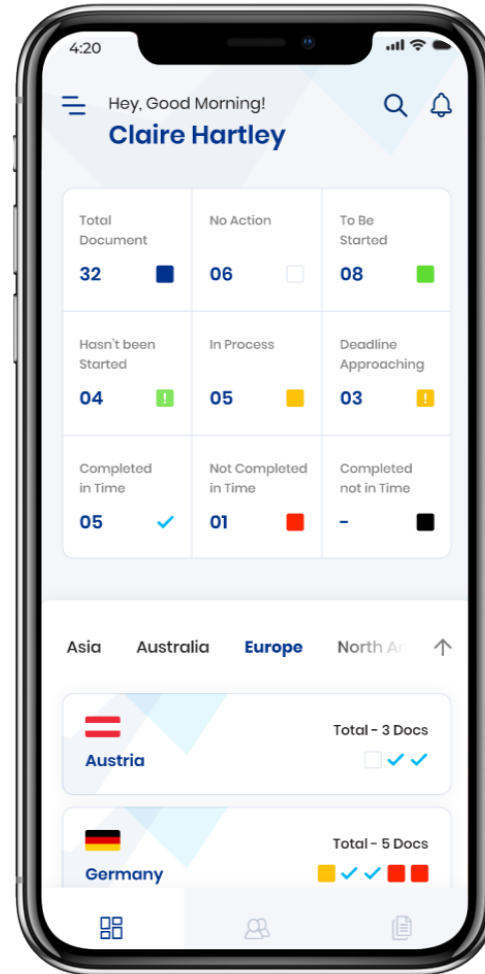 4:20
Hey, Good Morning!
Claire Hartley
Total
Document
32
No Action
06
To Be
Started
08
Hasn't been
Started
04
In Process
05
Deadline
Approaching
03
Completed
in Time
05
Not Completed
in Time
01
Completed
not in Time
-
Asia Australia Europe North
Total - 3 Docs
Austria
Total - 5 Docs
Germany